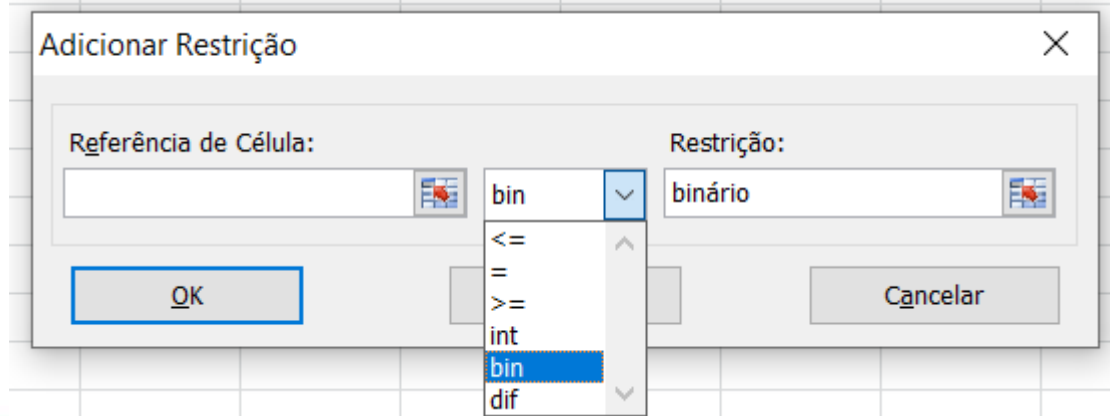 Adicionar Restrição
Referência de Célula:
Restrição:
bin
binário
<=
=
>=
int
bin
dif
OK
Cancelar